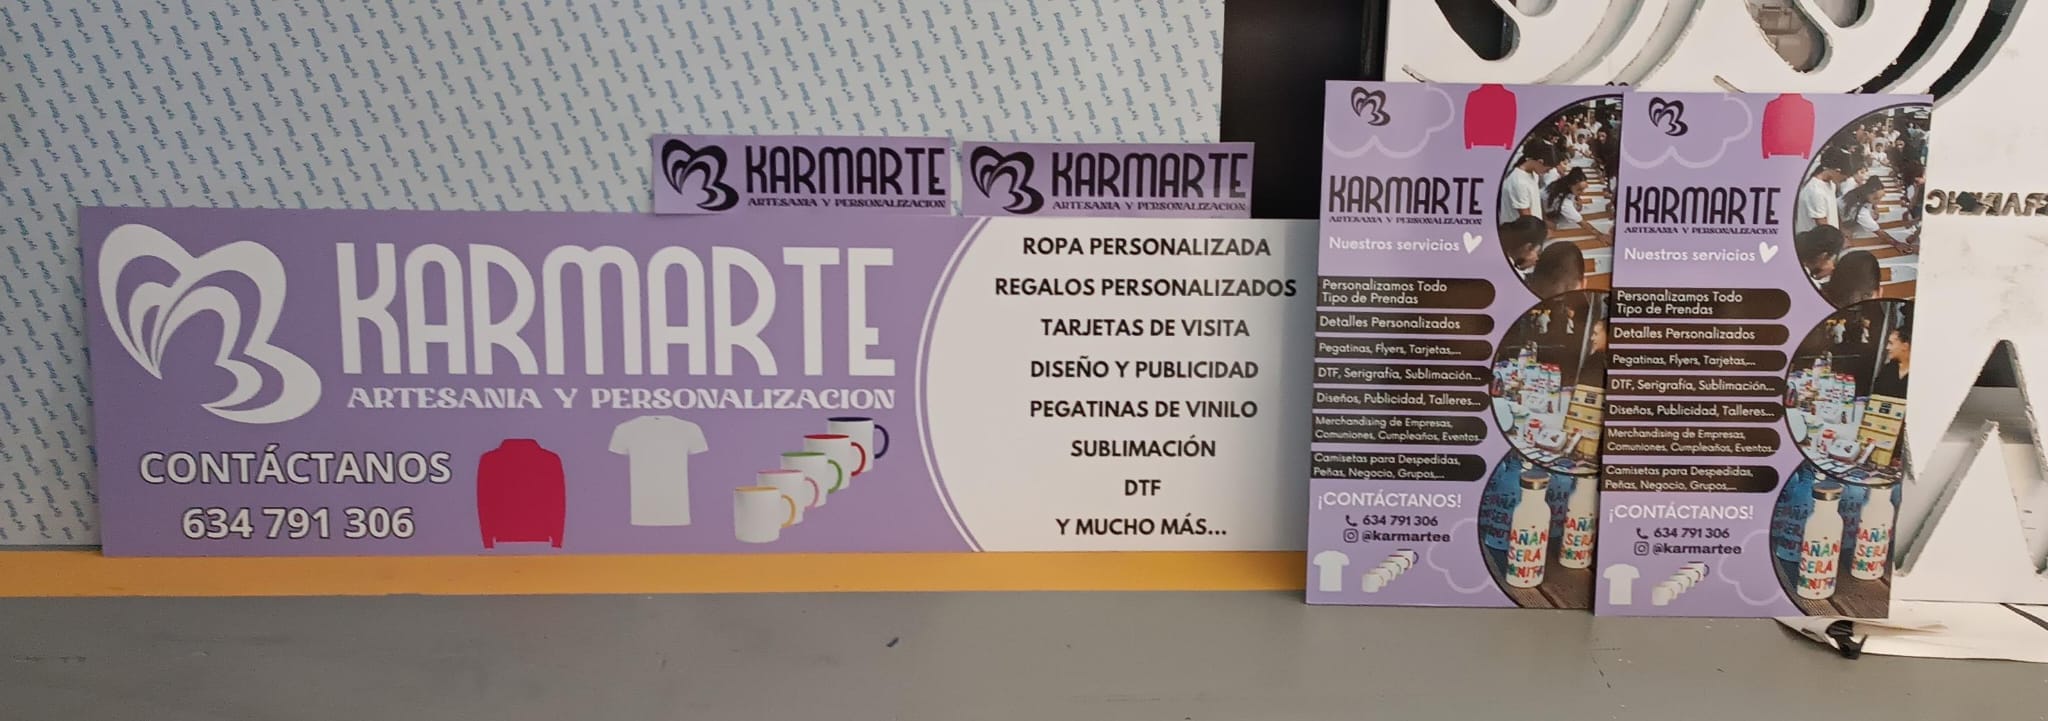 KARMARTE
ARTESANIA Y PERSONALIZACION
KARMARTE
ARTESANIA Y PERSONALIZACION
KARMARTE
ARTESANIA Y PERSONALIZACION
CONTÁCTANOS
634 791 306
ROPA PERSONALIZADA
REGALOS PERSONALIZADOS
TARJETAS DE VISITA
DISEÑO Y PUBLICIDAD
PEGATINAS DE VINILO
SUBLIMACIÓN
DTF
Y MUCHO MÁS...
KARMARTE
ARTESANIA Y PERSONALIZACION
Nuestros servicios
Personalizamos Todo
Tipo de Prendas
Detalles Personalizados
Pegatinas, Flyers, Tarjetas,...
DTF, Serigrafía, Sublimación...
Diseños, Publicidad, Talleres...
Merchandising de Empresas,
Comuniones, Cumpleaños, Eventos...
Camisetas para Despedidas,
Peñas, Negocio, Grupos,...
¡CONTÁCTANOS!
634 791 306
@karmartee
KARMARTE
ARTESANIA Y PERSONALIZACION
Nuestros servicios
Personalizamos Todo
Tipo de Prendas
Detalles Personalizados
Pegatinas, Flyers, Tarjetas,...
DTF, Serigrafía, Sublimación...
Diseños, Publicidad, Talleres...
Merchandising de Empresas,
Comuniones, Cumpleaños, Eventos...
Camisetas para Despedidas,
Peñas, Negocio, Grupos,...
¡CONTÁCTANOS!
634 791 306
@karmartee